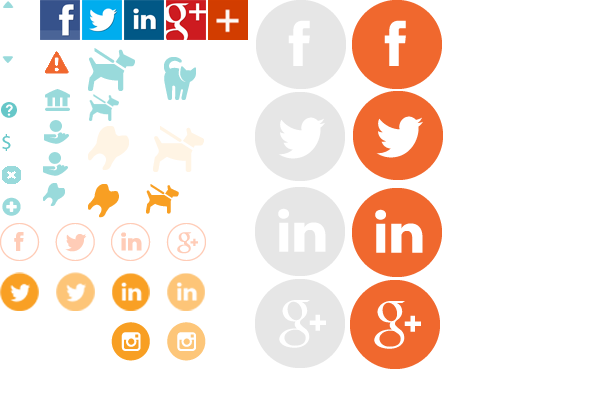 f in g+ +
?
$
f in g+
in in
f f
in in
g+ g+